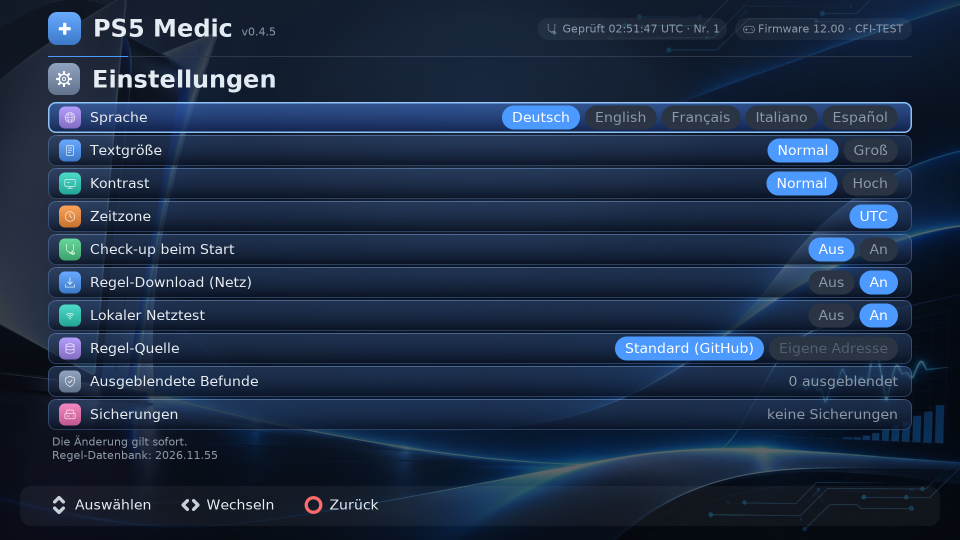 PS5 Medic v0.4.5
Geprüft 02:51:47 UTC · Nr. 1
Firmware 12.00 · CFI-TEST
Einstellungen
Sprache Deutsch English Français Italiano Español
Textgröße Normal Groß
Kontrast Normal Hoch
Zeitzone UTC
Check-up beim Start Aus An
Regel-Download (Netz) Aus An
Lokaler Netztest Aus An
Regel-Quelle Standard (GitHub) Eigene Adresse
Ausgeblendete Befunde 0 ausgeblendet
Sicherungen keine Sicherungen
Die Änderung gilt sofort.
Regel-Datenbank: 2026.11.55
Auswählen Wechseln Zurück